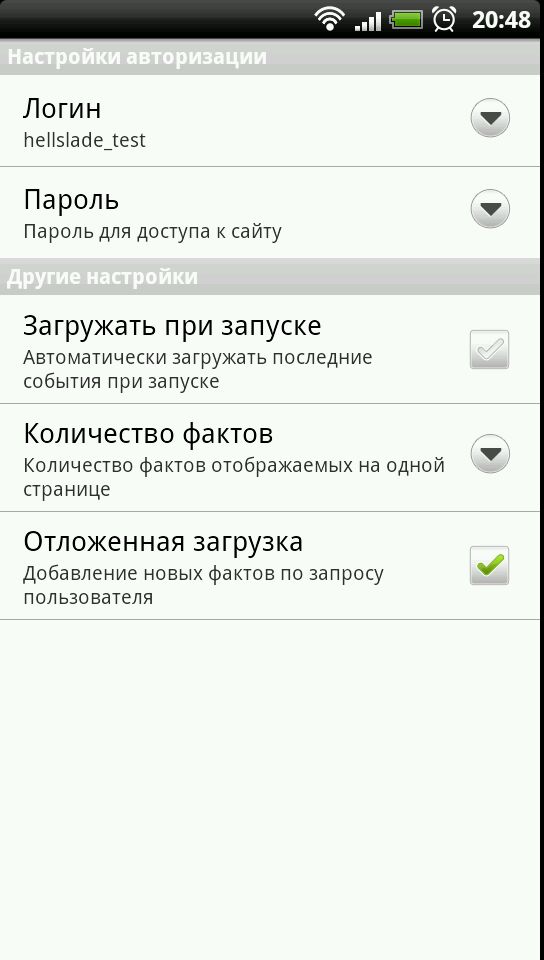 20:48
Настройки авторизации
Логин
hellslade_test
Пароль
Пароль для доступа к сайту
Другие настройки
Загружать при запуске
Автоматически загружать последние
события при запуске
Количество фактов
Количество фактов отображаемых на одной
странице
Отложенная загрузка
Добавление новых фактов по запросу
пользователя